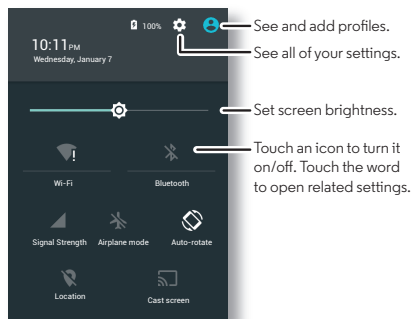 100%
10:11PM
Wednesday, January 7
See and add profiles.
See all of your settings.
Set screen brightness.
Touch an icon to turn it
on/off. Touch the word
to open related settings.
!
Wi-Fi
Bluetooth
Signal Strength
Airplane mode
Auto-rotate
Location
Cast screen